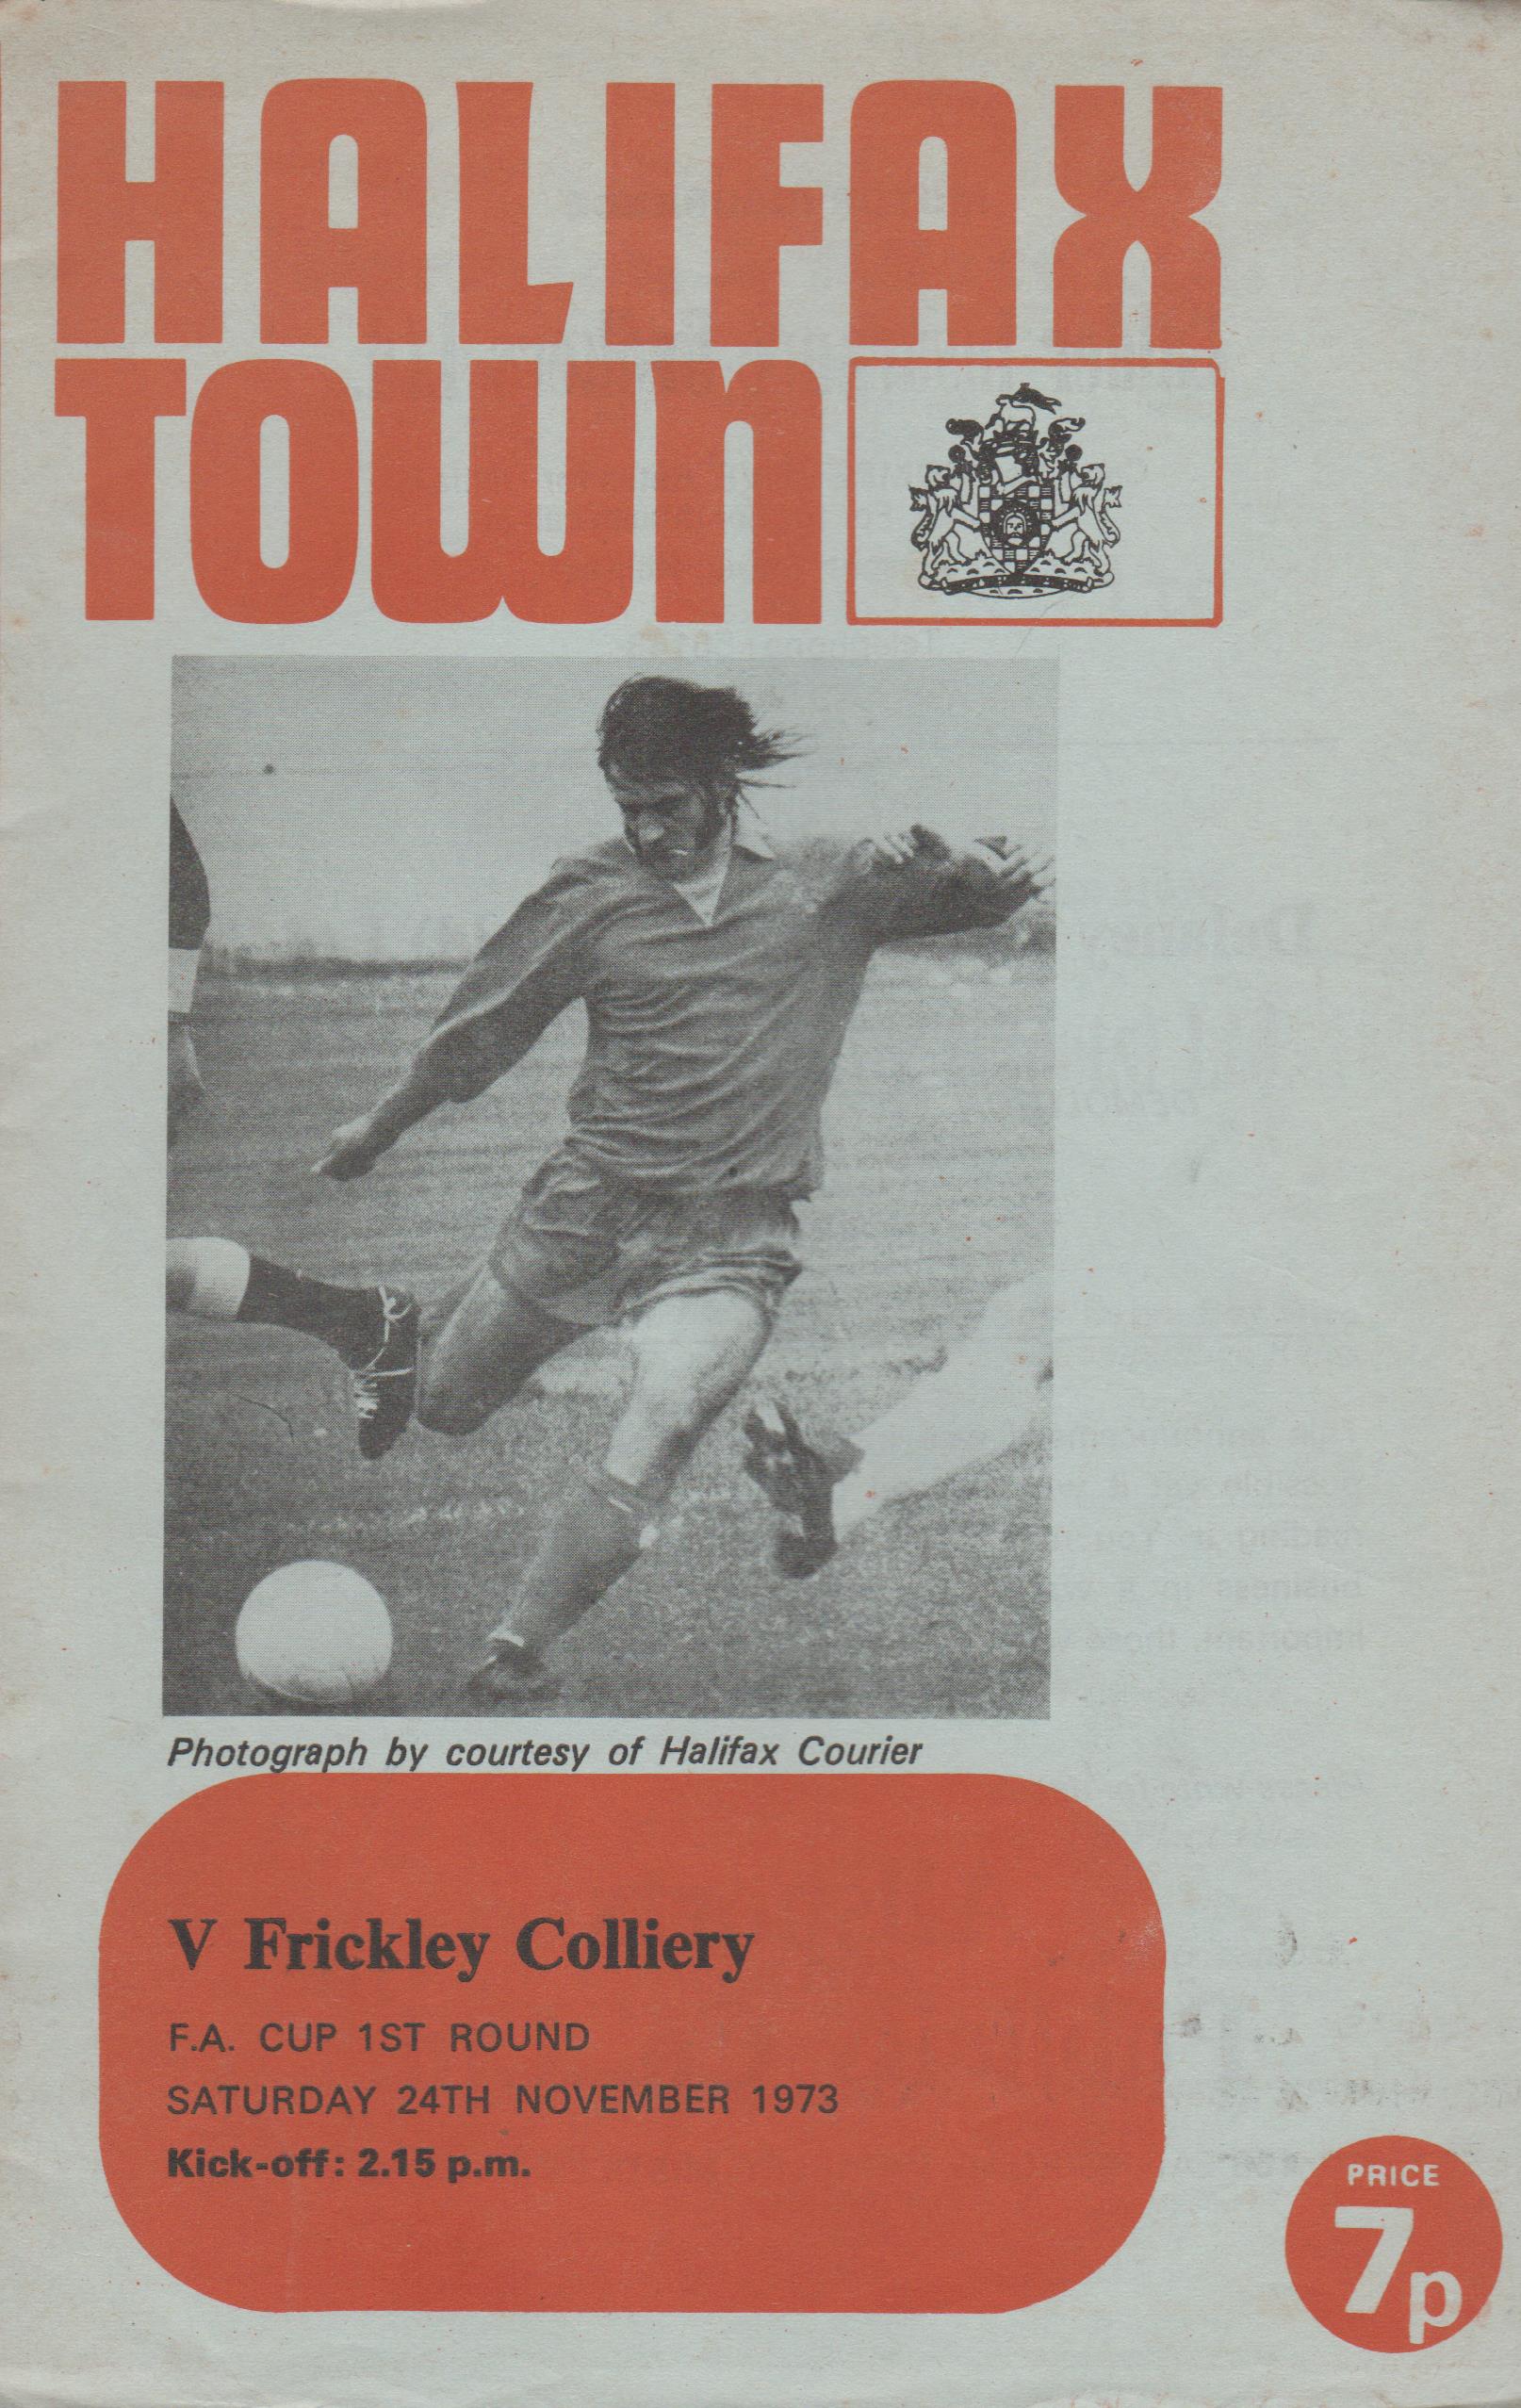 HALIFAX
TOWN
Photograph by courtesy of Halifax Courier
V Frickley Colliery
F.A. CUP 1ST ROUND
SATURDAY 24TH NOVEMBER 1973
Kick-off: 2.15 p.m.
PRICE
7p